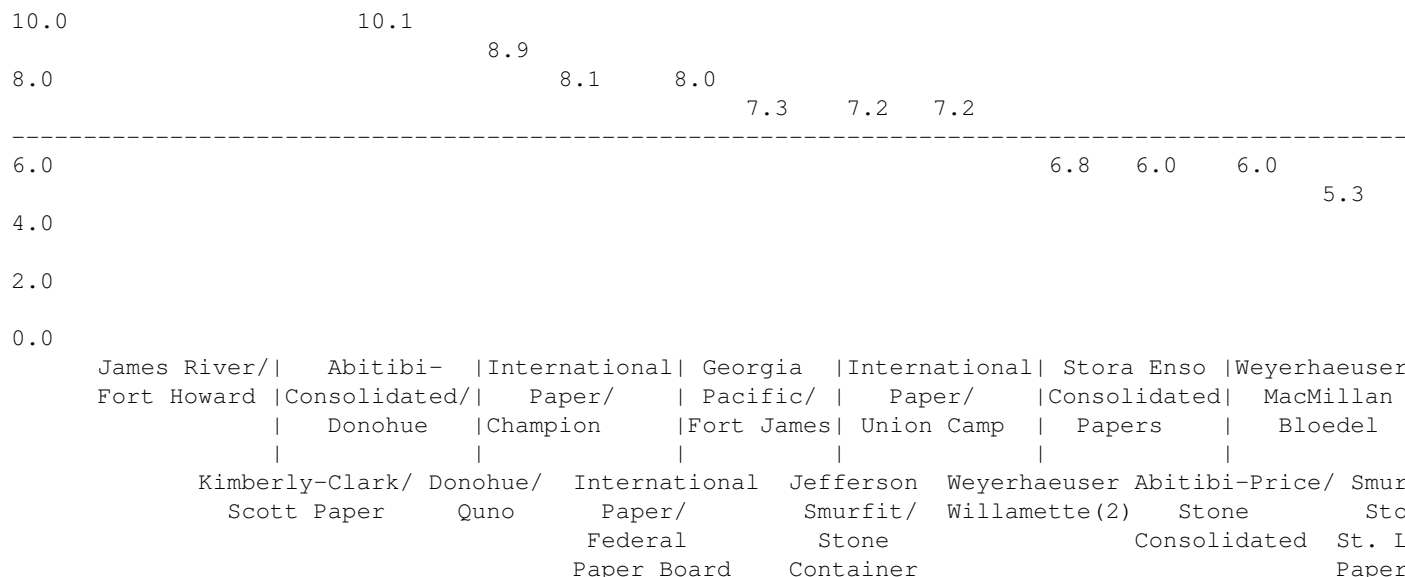 10.0 10.1
8.9
8.0 8.1 8.0
7.3 7.2 7.2
6.0 6.8 6.0 6.0
5.3
4.0
2.0
0.0
James River/| Abitibi- |International| Georgia |International| Stora Enso |Weyerhaeuser
Fort Howard |Consolidated/| Paper/ | Pacific/ | Paper/ |Consolidated| MacMillan
| Donohue |Champion |Fort James| Union Camp | Papers | Bloedel
| | | | | |
Kimberly-Clark/ Donohue/ International Jefferson Weyerhaeuser Abitibi-Price/ Smur
Scott Paper Quno Paper/ Smurfit/ Willamette(2) Stone Sto
Federal Stone Consolidated St. L
Paper Board Container Paper